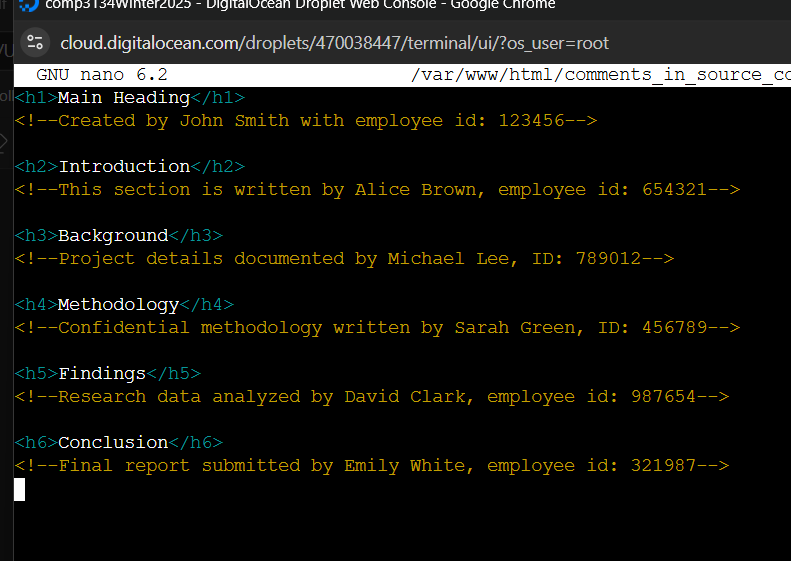 comp3134Winter2025 - DigitalOcean Droplet Web Console - Google Chrome
cloud.digitalocean.com/droplets/470038447/terminal/ui/?os_user=root
GNU nano 6.2 /var/www/html/comments_in_source_co
<h1>Main Heading</h1>
<!--Created by John Smith with employee id: 123456-->
<h2>Introduction</h2>
<!--This section is written by Alice Brown, employee id: 654321-->
<h3>Background</h3>
<!--Project details documented by Michael Lee, ID: 789012-->
<h4>Methodology</h4>
<!--Confidential methodology written by Sarah Green, ID: 456789-->
<h5>Findings</h5>
<!--Research data analyzed by David Clark, employee id: 987654-->
<h6>Conclusion</h6>
<!--Final report submitted by Emily White, employee id: 321987-->